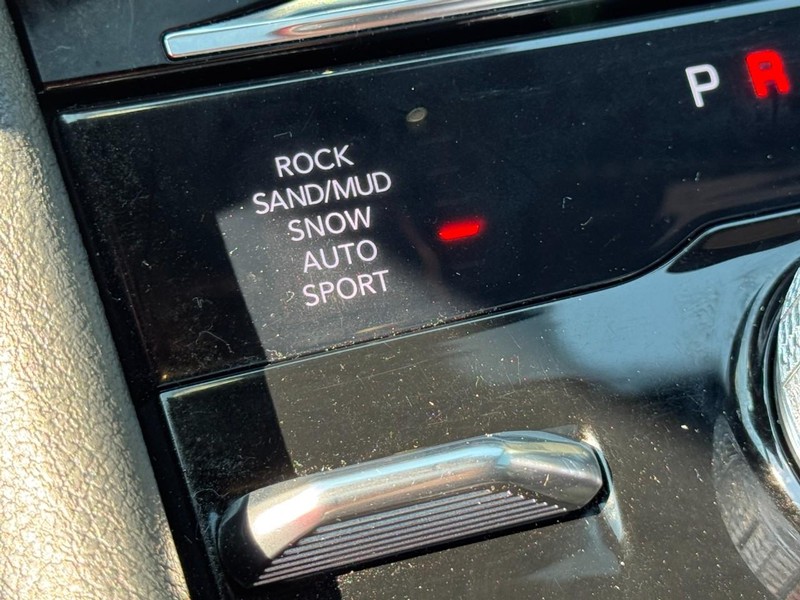 P R
ROCK
SAND/MUD
SNOW
AUTO
SPORT